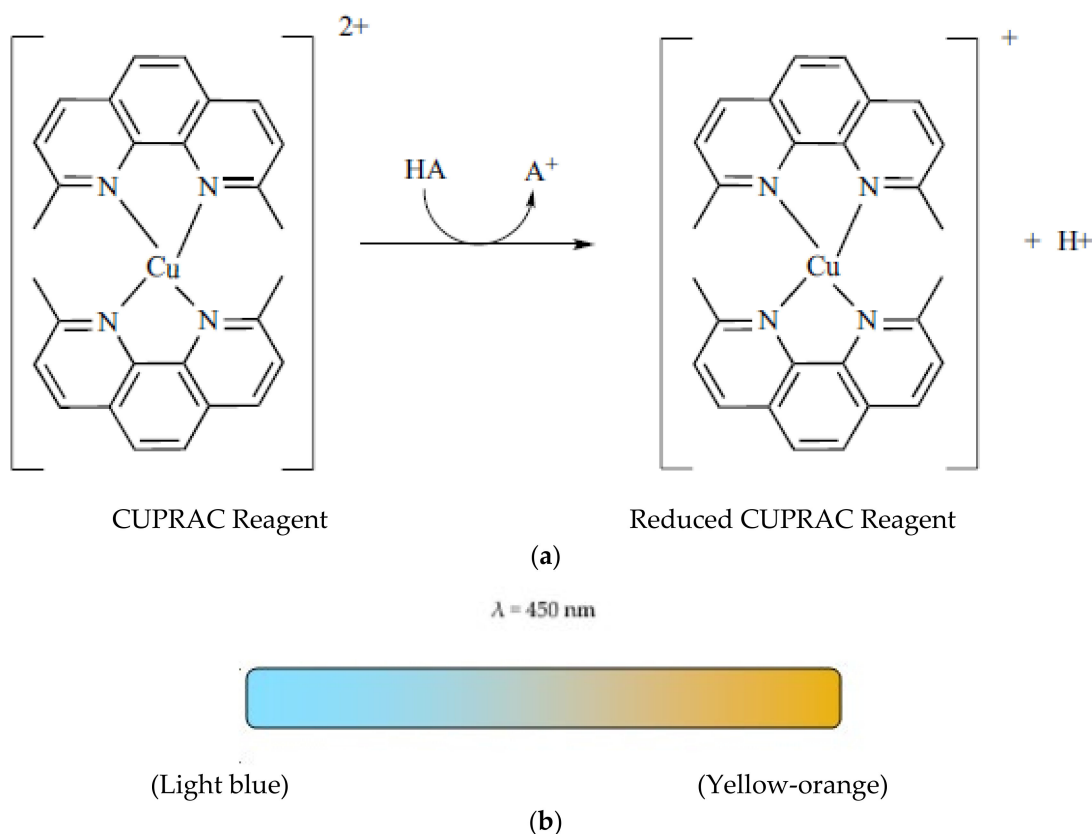 2+
+
N N
N N
HA A⁺
Cu
Cu
+ H+
N N
N N
CUPRAC Reagent
Reduced CUPRAC Reagent
(a)
λ = 450 nm
(Light blue)
(Yellow-orange)
(b)